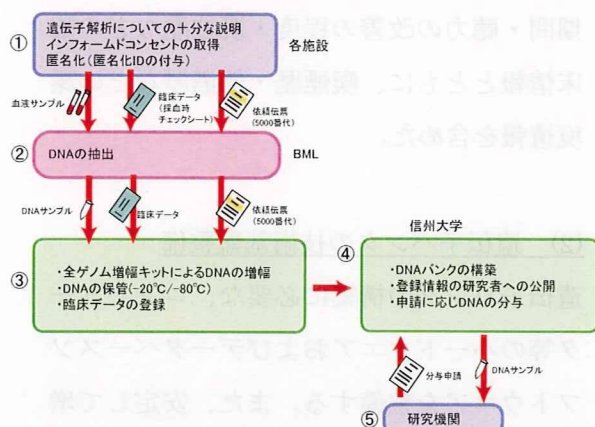 ①
遺伝子解析についての十分な説明
インフォームドコンセントの取得
匿名化(匿名化IDの付与)
各施設
血液サンプル
臨床データ
(採血時
チェックシート)
依頼伝票
(5000番代)
②
DNAの抽出
BML
DNAサンプル
臨床データ
依頼伝票
(5000番代)
③
・全ゲノム増幅キットによるDNAの増幅
・DNAの保管(-20℃/-80℃)
・臨床データの登録
信州大学
④
・DNAバンクの構築
・登録情報の研究者への公開
・申請に応じDNAの分与
分与申請
DNAサンプル
⑤
研究機関